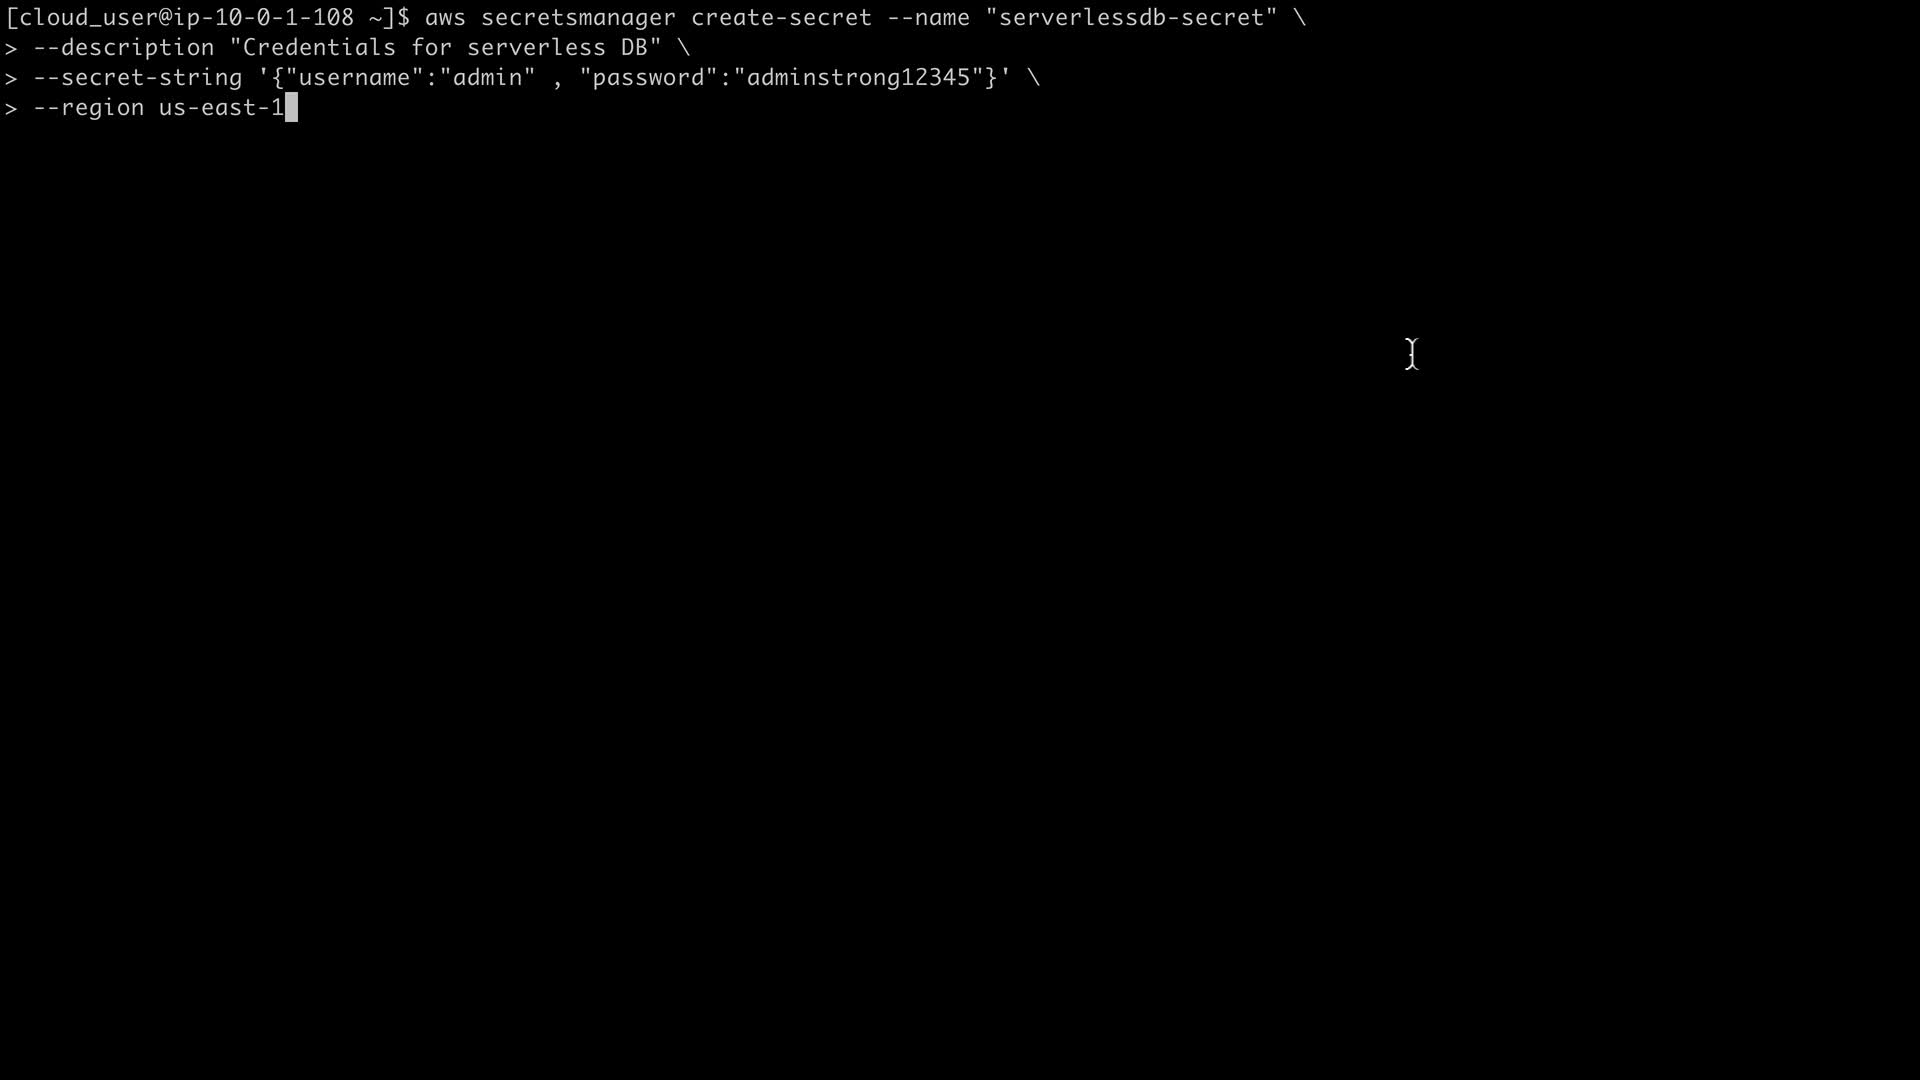 [cloud_user@ip-10-0-1-108 ~]$ aws secretsmanager create-secret --name "serverlessdb-secret" \
> --description "Credentials for serverless DB" \
> --secret-string '{"username":"admin" , "password":"adminstrong12345"}' \
> --region us-east-1